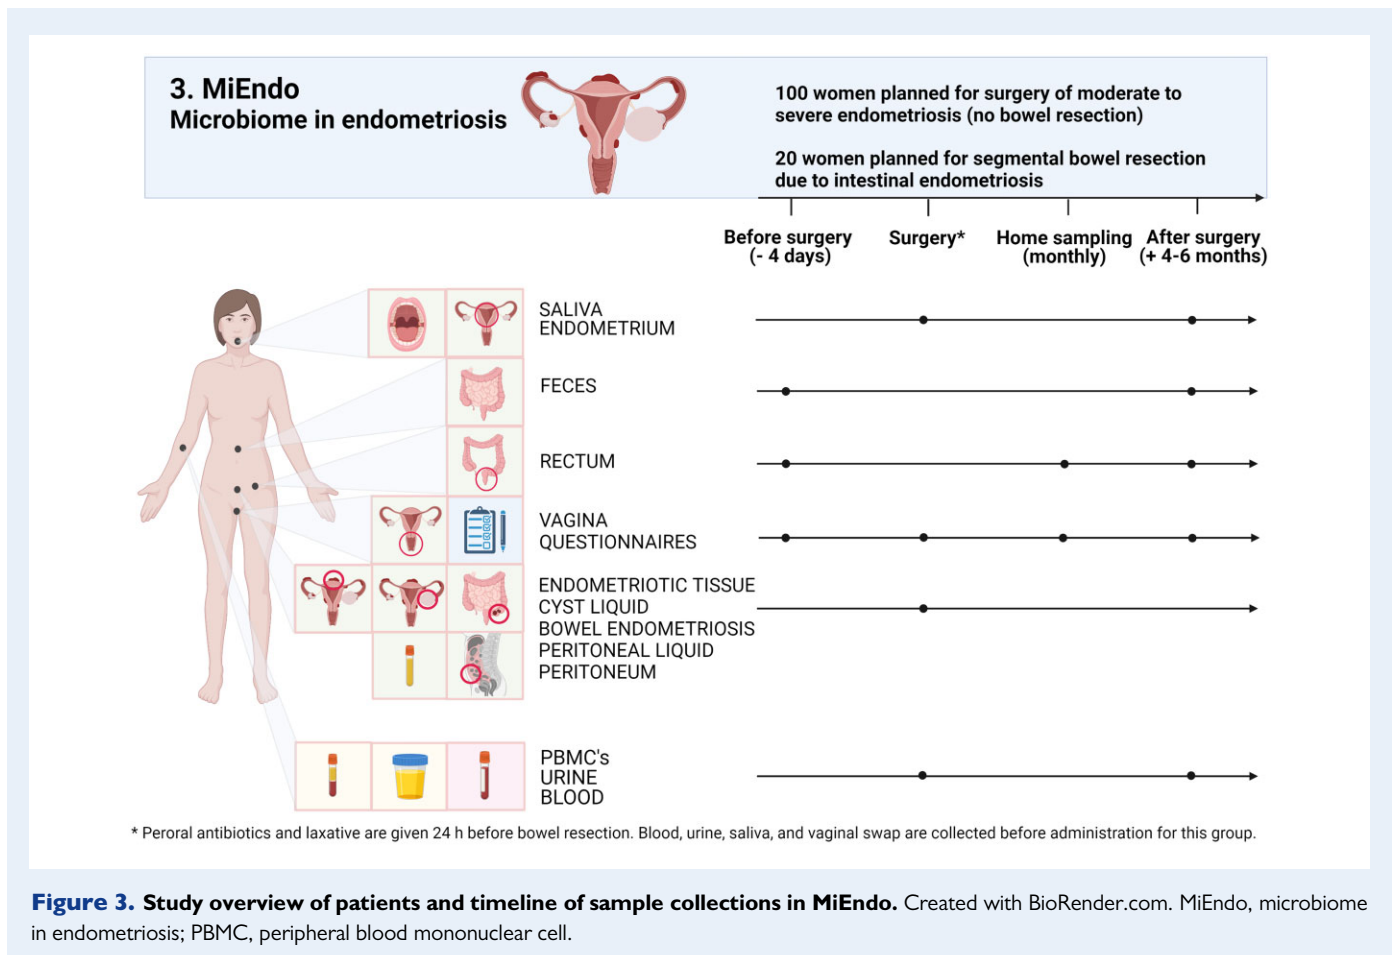 3. MiEndo
Microbiome in endometriosis
100 women planned for surgery of moderate to
severe endometriosis (no bowel resection)
20 women planned for segmental bowel resection
due to intestinal endometriosis
Before surgery
(- 4 days)
Surgery*
Home sampling
(monthly)
After surgery
(+ 4-6 months)
SALIVA
ENDOMETRIUM
FECES
RECTUM
VAGINA
QUESTIONNAIRES
ENDOMETRIOTIC TISSUE
CYST LIQUID
BOWEL ENDOMETRIOSIS
PERITONEAL LIQUID
PERITONEUM
PBMC's
URINE
BLOOD
* Peroral antibiotics and laxative are given 24 h before bowel resection. Blood, urine, saliva, and vaginal swap are collected before administration for this group.
Figure 3. Study overview of patients and timeline of sample collections in MiEndo. Created with BioRender.com. MiEndo, microbiome
in endometriosis; PBMC, peripheral blood mononuclear cell.